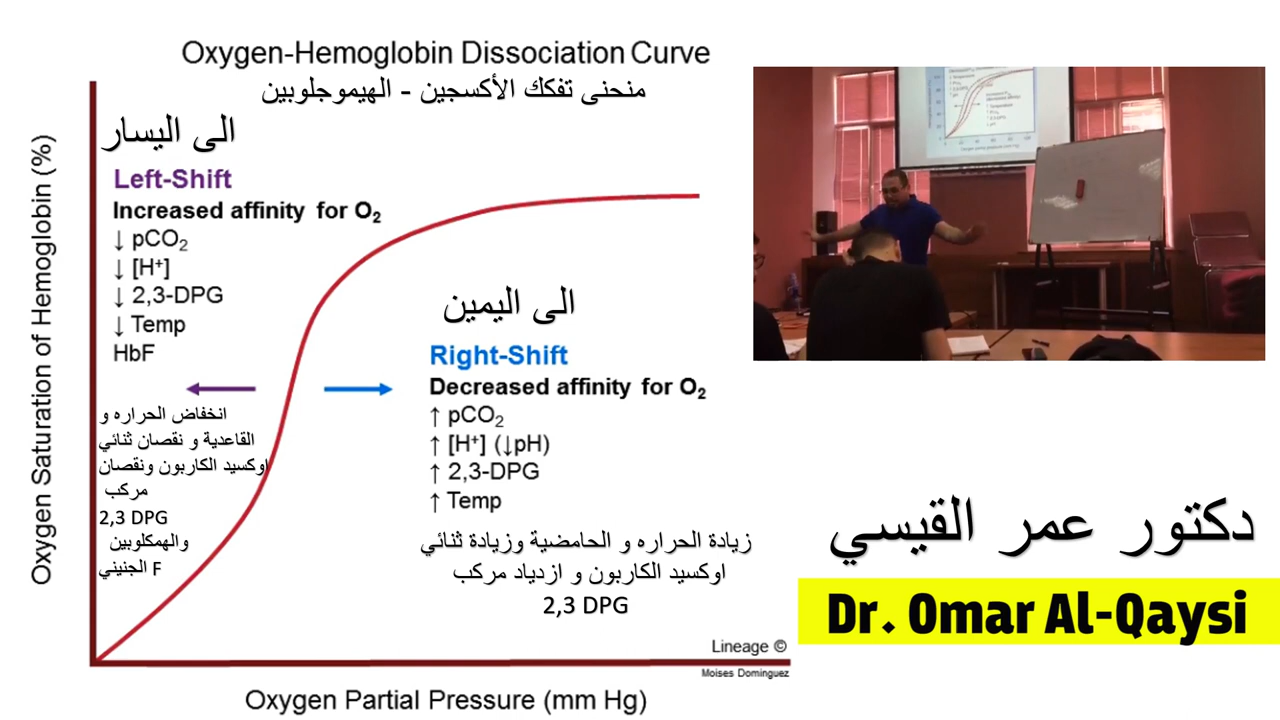 Oxygen-Hemoglobin Dissociation Curve
منحنى تفكك الأكسجين - الهيموجلوبين
Oxygen Saturation of Hemoglobin (%)
الى اليسار
Left-Shift
Increased affinity for O₂
↓ pCO₂
↓ [H⁺]
↓ 2,3-DPG
↓ Temp
HbF
انخفاض الحراره و
القاعدية و نقصان ثنائي
اوكسيد الكاربون ونقصان
مركب
2,3 DPG
والهمكلوبين
الجنيني F
الى اليمين
Right-Shift
Decreased affinity for O₂
↑ pCO₂
↑ [H⁺] (↓pH)
↑ 2,3-DPG
↑ Temp
زيادة الحراره و الحامضية وزيادة ثنائي
اوكسيد الكاربون و ازدياد مركب
2,3 DPG
Lineage ©
Moises Dominguez
Oxygen Partial Pressure (mm Hg)
دكتور عمر القيسي
Dr. Omar Al-Qaysi